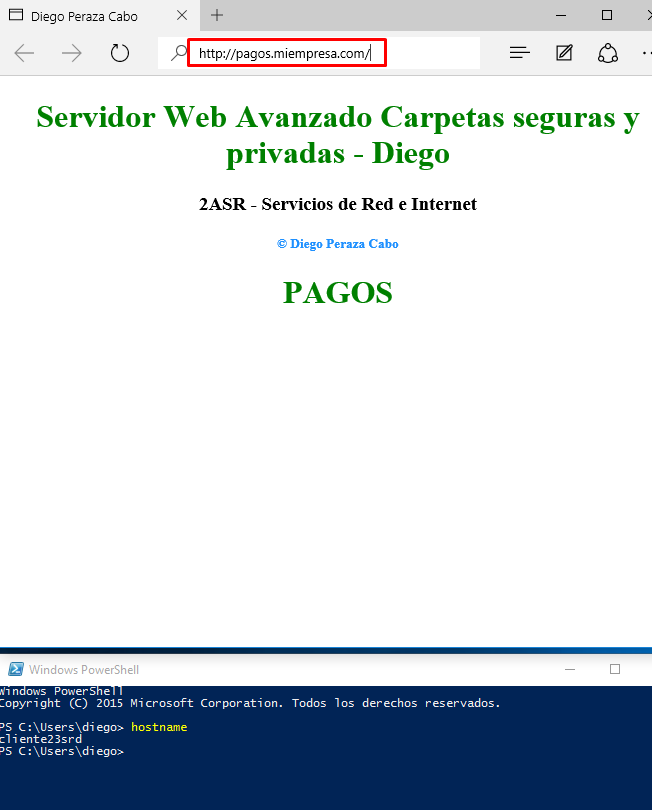 Diego Peraza Cabo
http://pagos.miempresa.com/
Servidor Web Avanzado Carpetas seguras y
privadas - Diego
2ASR - Servicios de Red e Internet
© Diego Peraza Cabo
PAGOS
Windows PowerShell
Windows PowerShell
Copyright (C) 2015 Microsoft Corporation. Todos los derechos reservados.
PS C:\Users\diego> hostname
cliente23srd
PS C:\Users\diego>